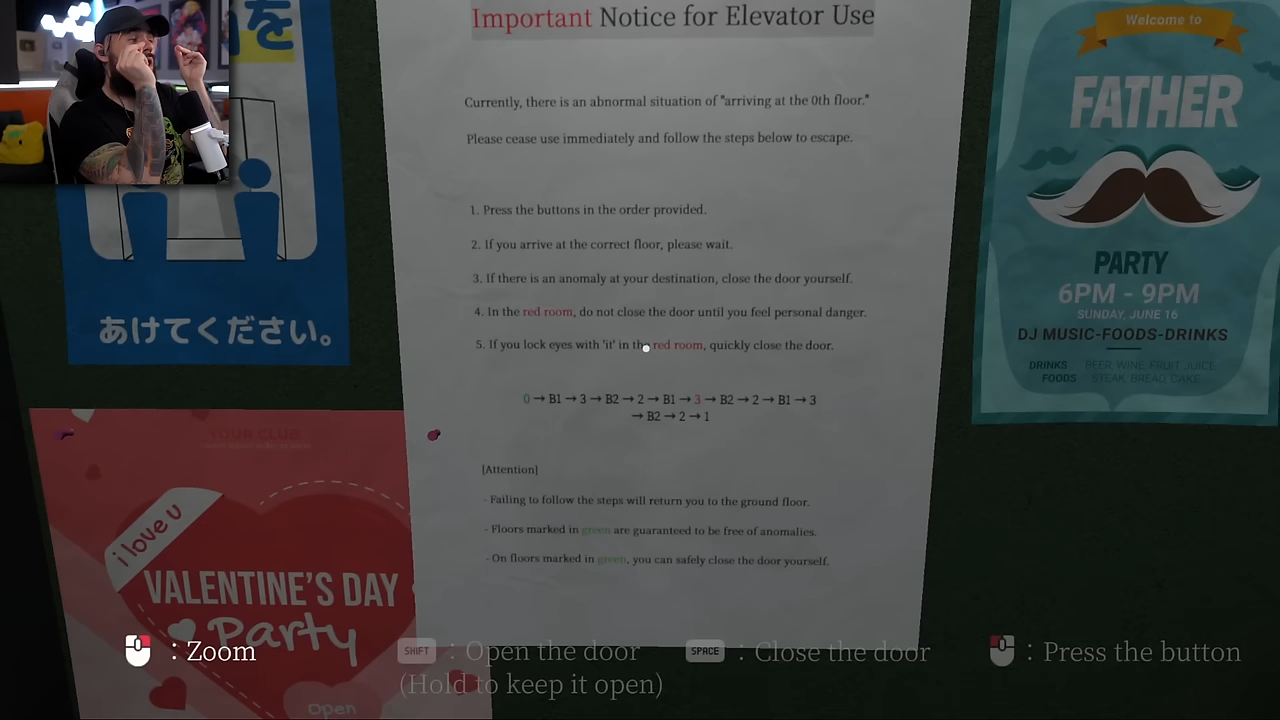 を
Important Notice for Elevator Use
Currently, there is an abnormal situation of "arriving at the 0th floor."
Please cease use immediately and follow the steps below to escape.
1. Press the buttons in the order provided.
2. If you arrive at the correct floor, please wait.
3. If there is an anomaly at your destination, close the door yourself.
4. In the red room, do not close the door until you feel personal danger.
5. If you lock eyes with 'it' in the red room, quickly close the door.
0 → B1 → 3 → B2 → 2 → B1 → 3 → B2 → 2 → B1 → 3
→ B2 → 2 → 1
[Attention]
- Failing to follow the steps will return you to the ground floor.
- Floors marked in green are guaranteed to be free of anomalies.
- On floors marked in green, you can safely close the door yourself.
あけてください。
YOUR CLUB
i love u
VALENTINE'S DAY
Party
Open
Welcome to
FATHER
PARTY
6PM - 9PM
SUNDAY, JUNE 16
DJ MUSIC-FOODS-DRINKS
DRINKS BEER, WINE, FRUIT JUICE
FOODS STEAK, BREAD, CAKE
: Zoom
SHIFT : Open the door
(Hold to keep it open)
SPACE : Close the door
: Press the button